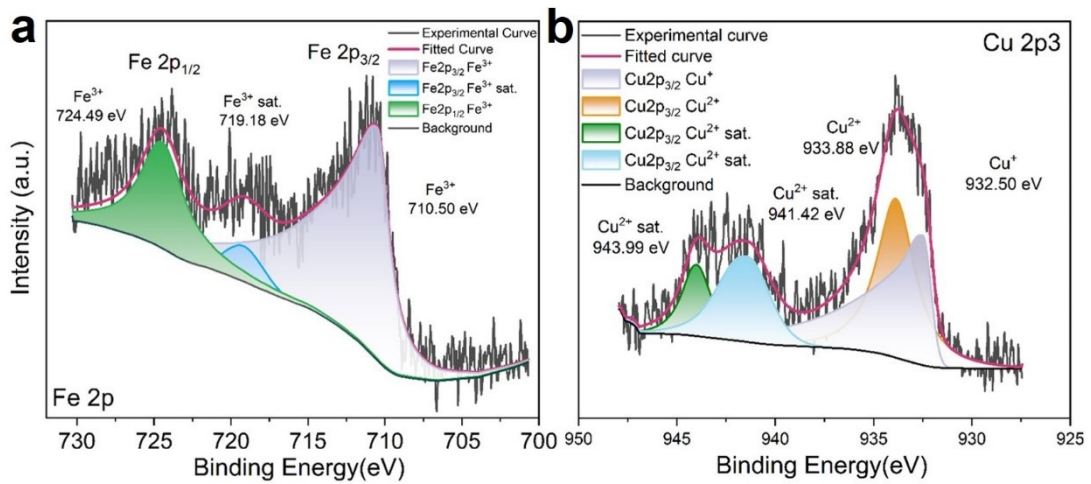 a
Fe 2p₁/₂
Fe 2p₃/₂
Fe³⁺
724.49 eV
Fe³⁺ sat.
719.18 eV
Fe³⁺
710.50 eV
Experimental Curve
Fitted Curve
Fe2p₃/₂ Fe³⁺
Fe2p₃/₂ Fe³⁺ sat.
Fe2p₁/₂ Fe³⁺
Background
Intensity (a.u.)
Fe 2p
730 725 720 715 710 705 700
Binding Energy(eV)
b
Cu 2p3
Experimental curve
Fitted curve
Cu2p₃/₂ Cu⁺
Cu2p₃/₂ Cu²⁺
Cu2p₃/₂ Cu²⁺ sat.
Cu2p₃/₂ Cu²⁺ sat.
Background
Cu²⁺
933.88 eV
Cu⁺
932.50 eV
Cu²⁺ sat.
941.42 eV
Cu²⁺ sat.
943.99 eV
950 945 940 935 930 925
Binding Energy(eV)